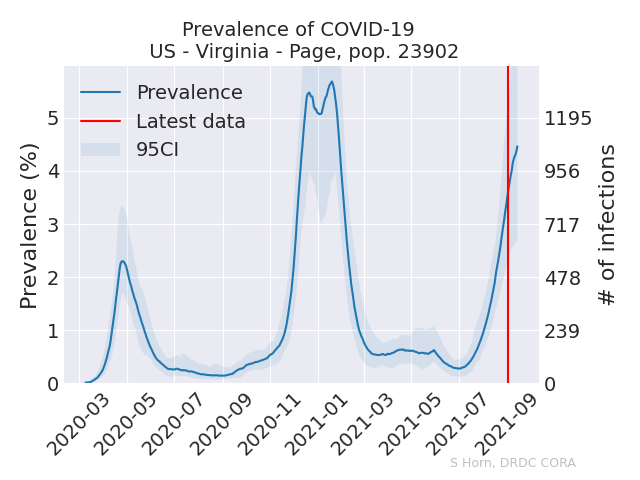 Prevalence of COVID-19
US - Virginia - Page, pop. 23902
Prevalence
Latest data
95CI
Prevalence (%)
5
4
3
2
1
0
# of infections
1195
956
717
478
239
0
2020-03
2020-05
2020-07
2020-09
2020-11
2021-01
2021-03
2021-05
2021-07
2021-09
S Horn, DRDC CORA